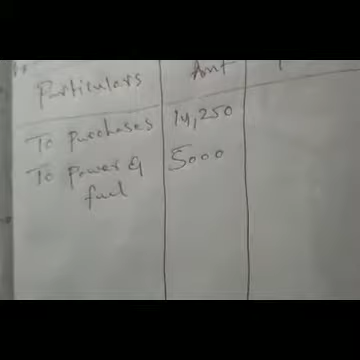 Particulars Amt
To purchases 14,250
To power & 5000
fuel